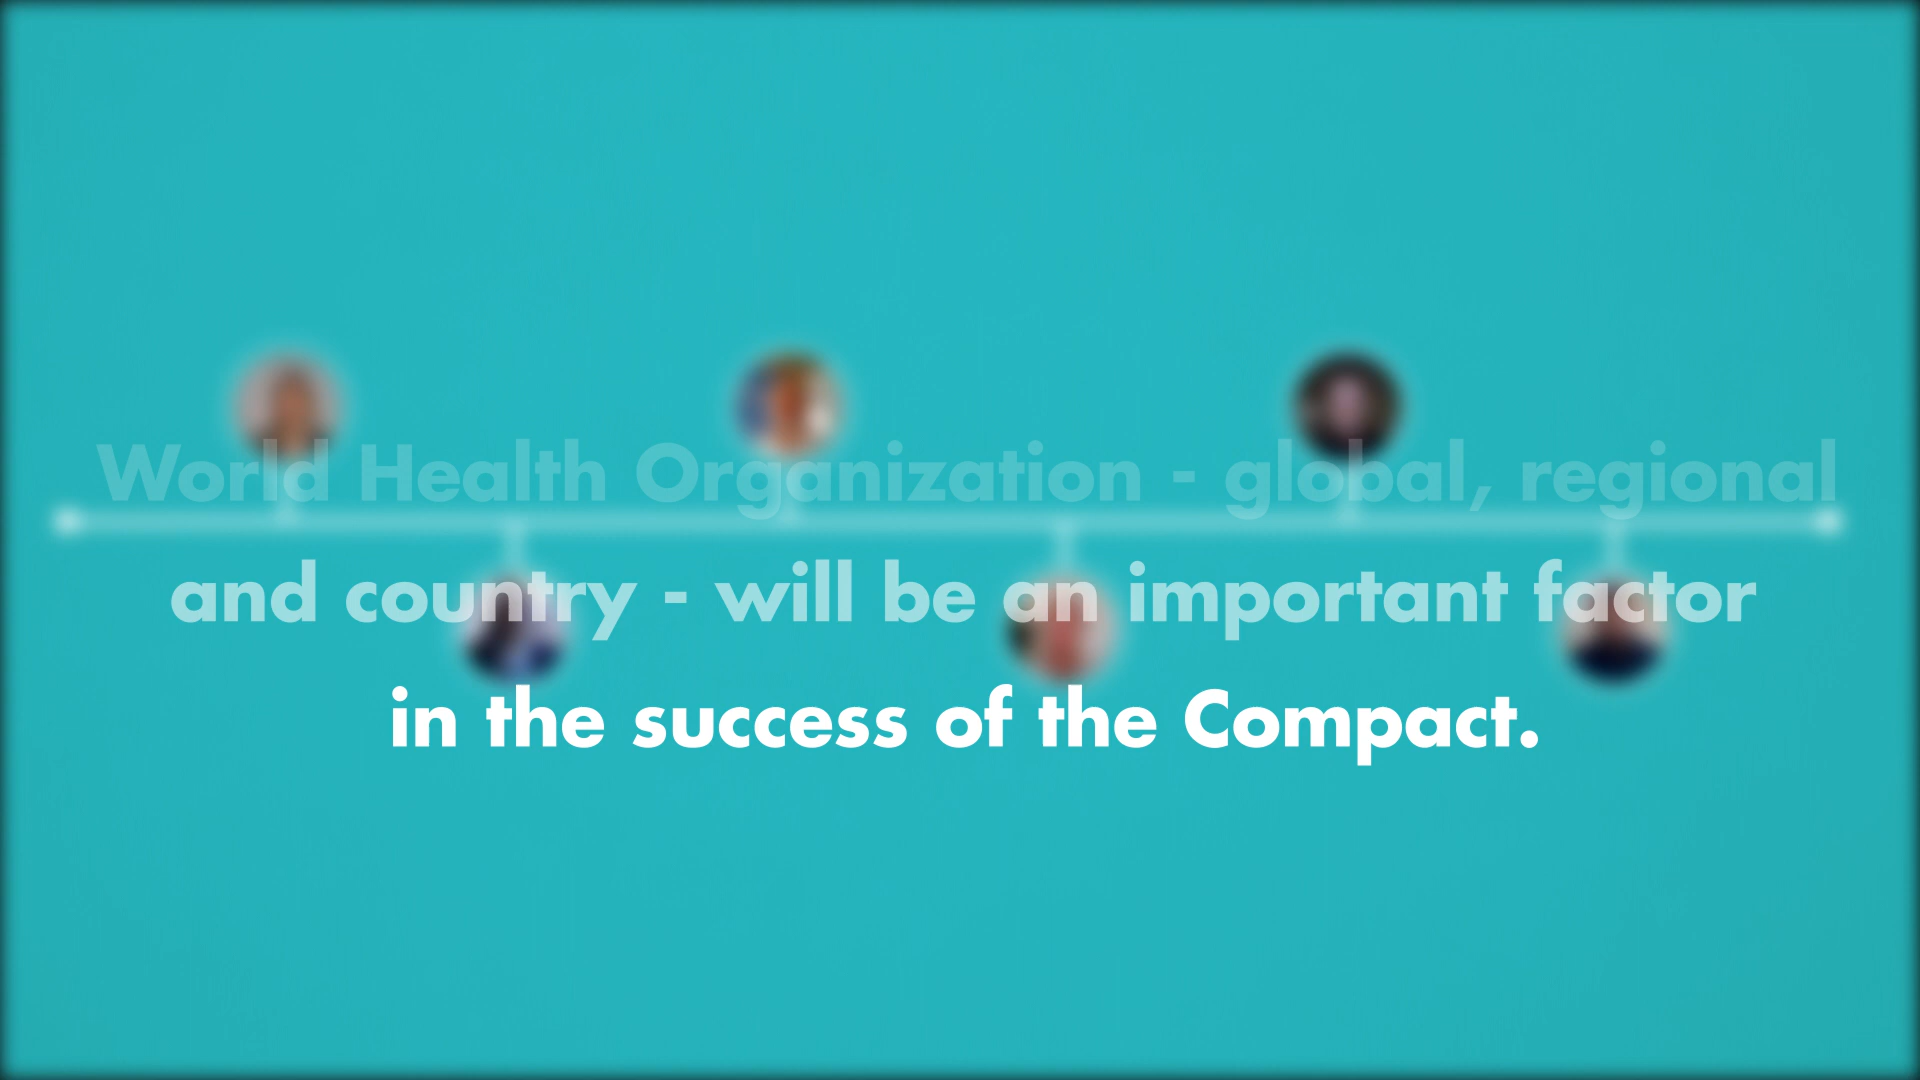 World Health Organization - global, regional
and country - will be an important factor
in the success of the Compact.